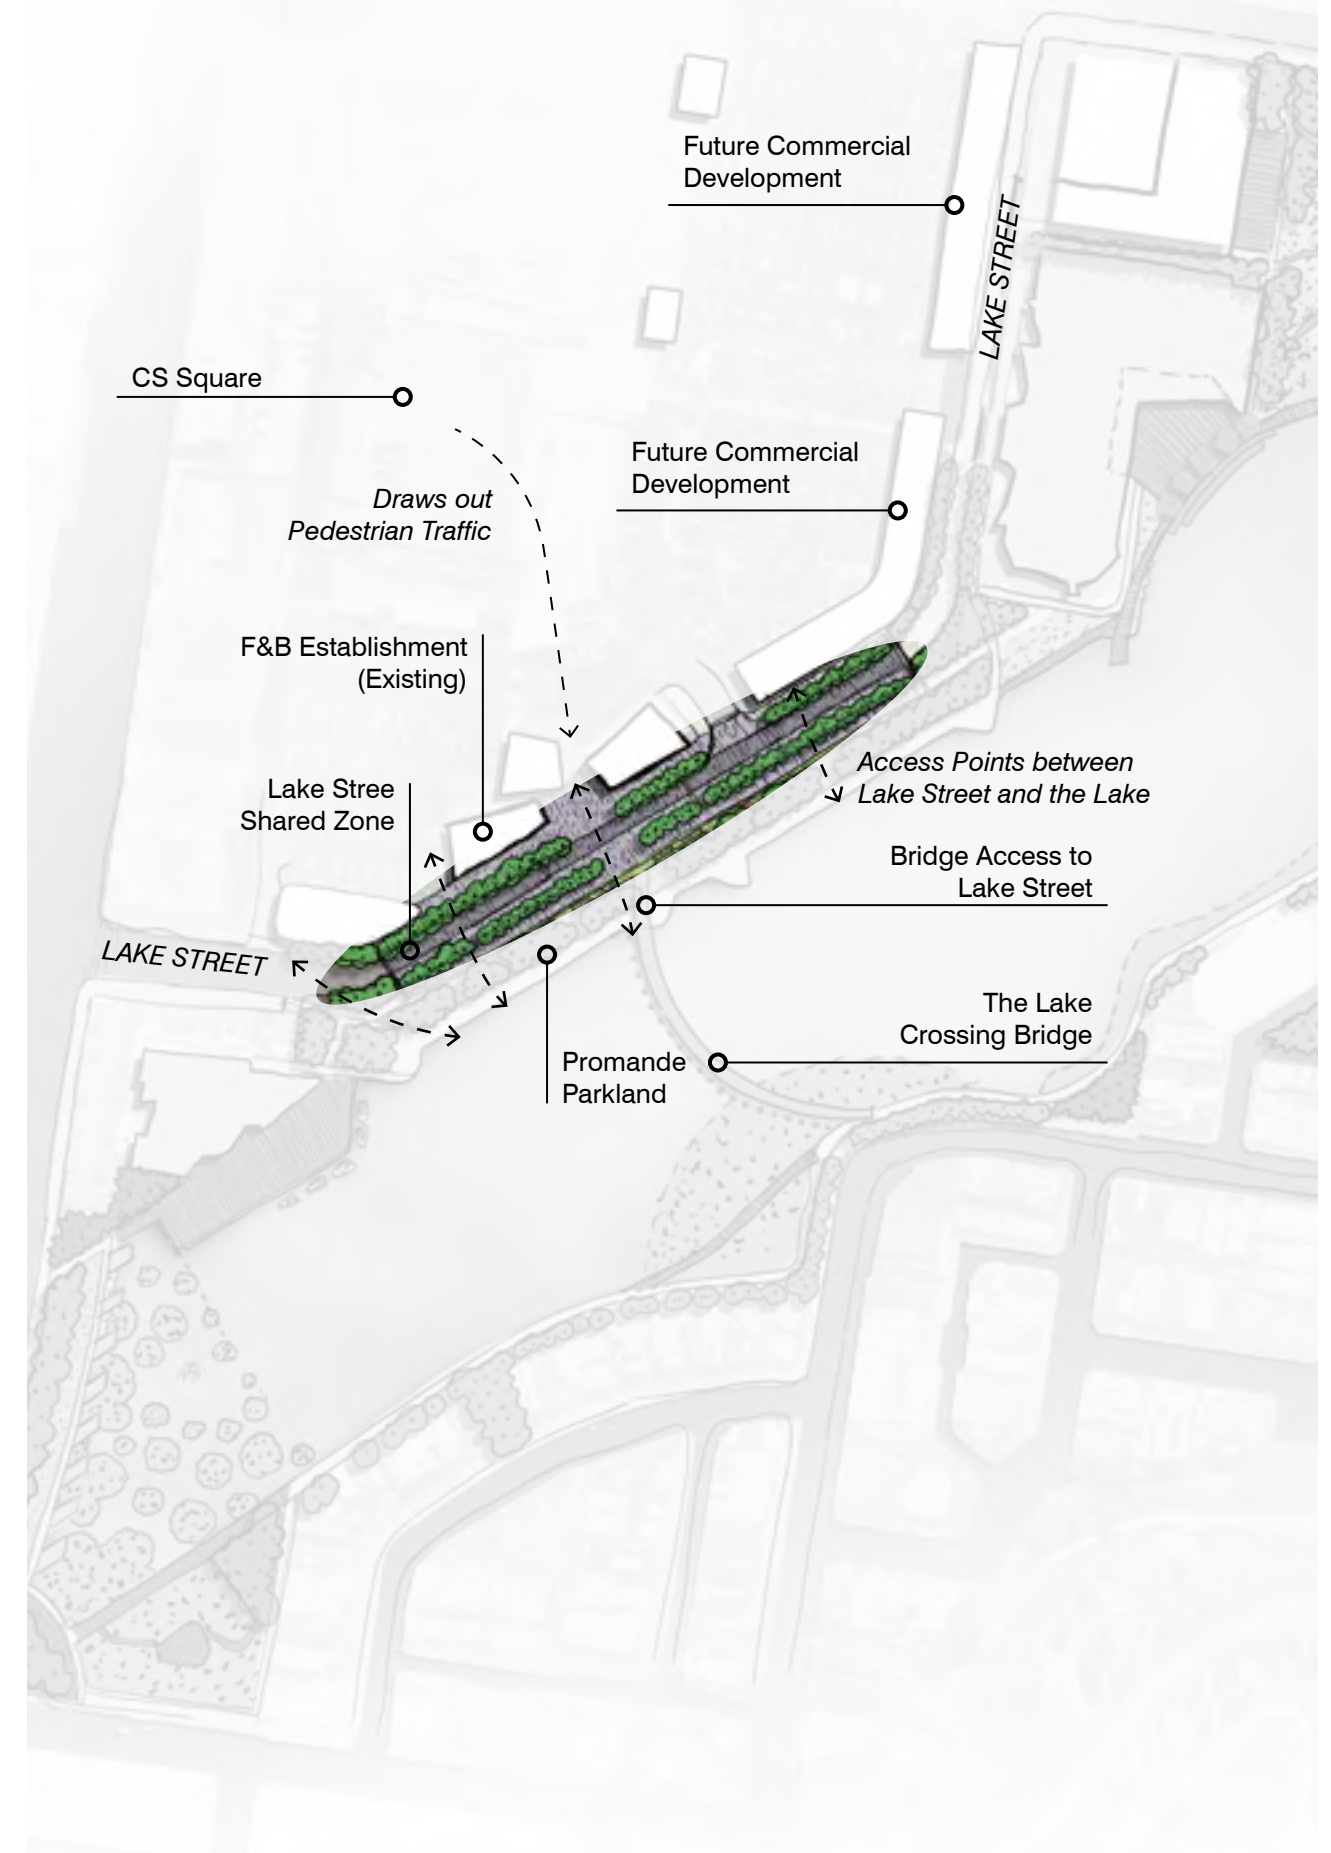 Future Commercial
Development
LAKE STREET
CS Square
Future Commercial
Development
Draws out
Pedestrian Traffic
F&B Establishment
(Existing)
Access Points between
Lake Street and the Lake
Lake Stree
Shared Zone
Bridge Access to
Lake Street
LAKE STREET
The Lake
Crossing Bridge
Promande
Parkland